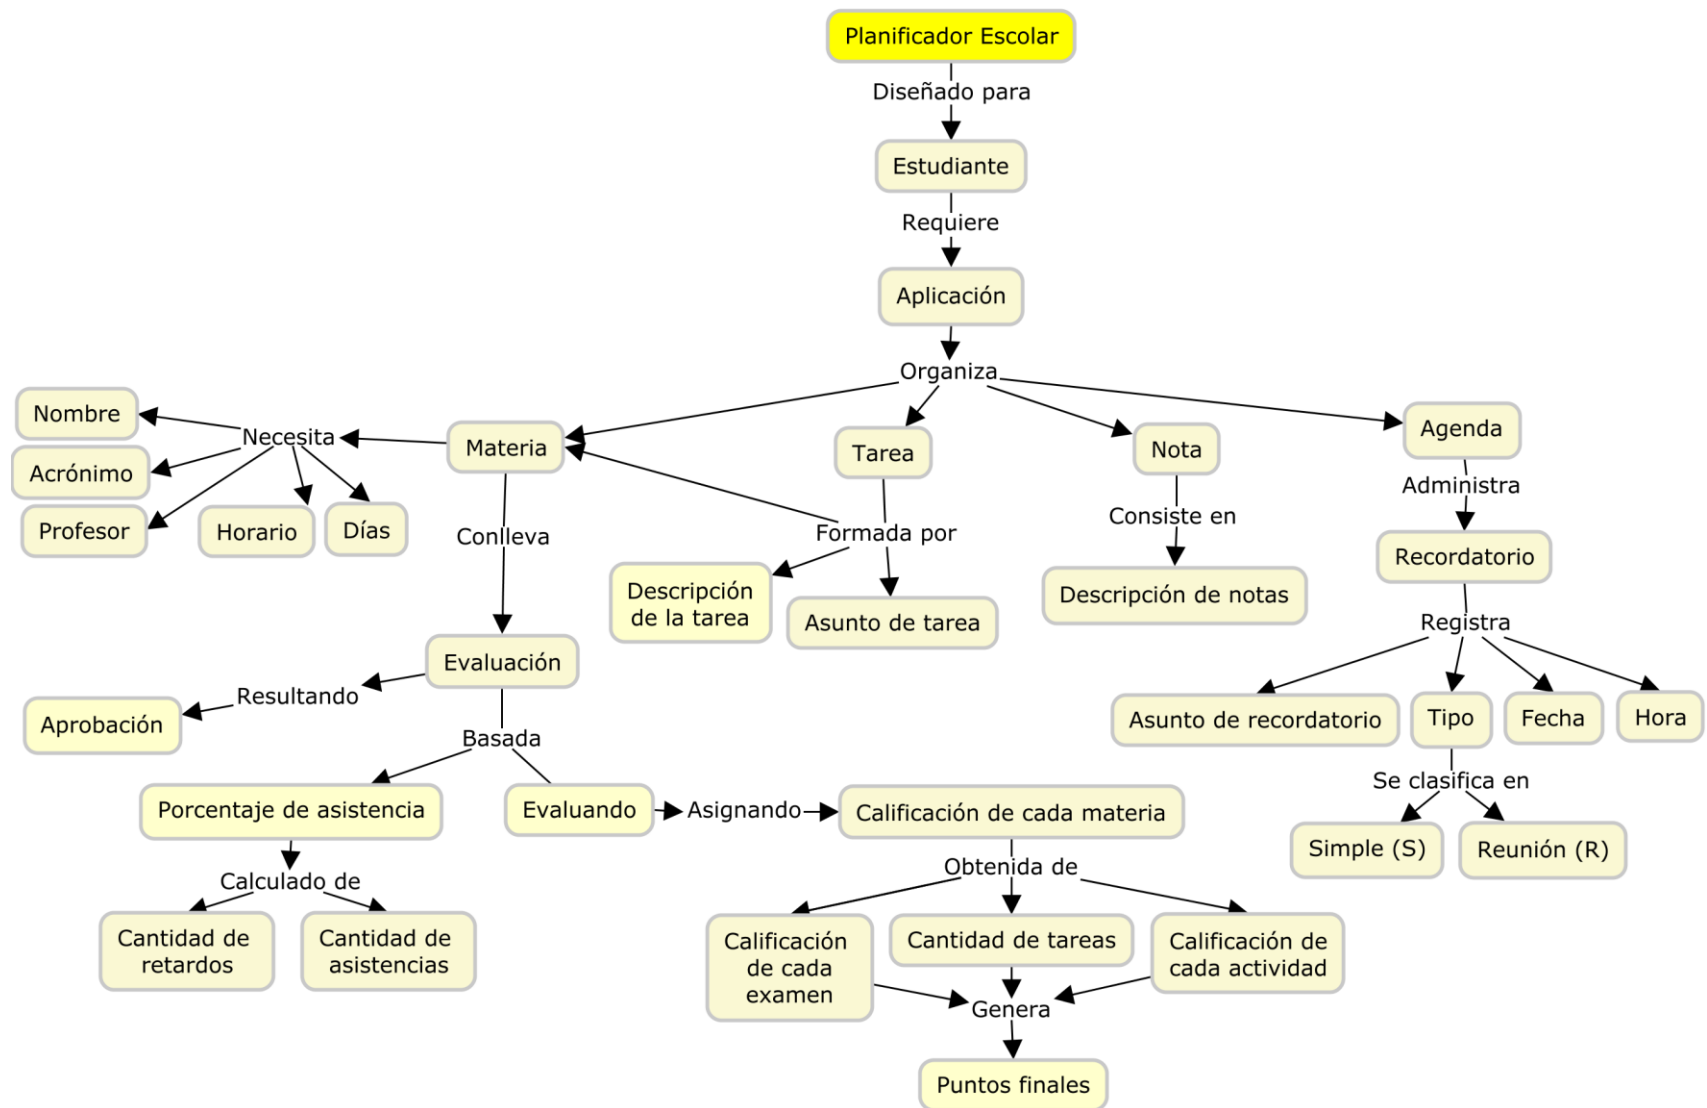 Planificador Escolar
Diseñado para
Estudiante
Requiere
Aplicación
Organiza
Nombre
Necesita
Acrónimo
Profesor
Horario
Días
Materia
Tarea
Nota
Agenda
Conlleva
Formada por
Consiste en
Administra
Descripción
de la tarea
Asunto de tarea
Descripción de notas
Recordatorio
Registra
Evaluación
Resultando
Aprobación
Basada
Asunto de recordatorio
Tipo
Fecha
Hora
Se clasifica en
Simple (S)
Reunión (R)
Porcentaje de asistencia
Evaluando
Asignando
Calificación de cada materia
Calculado de
Obtenida de
Cantidad de
retardos
Cantidad de
asistencias
Calificación
de cada
examen
Cantidad de tareas
Calificación de
cada actividad
Genera
Puntos finales